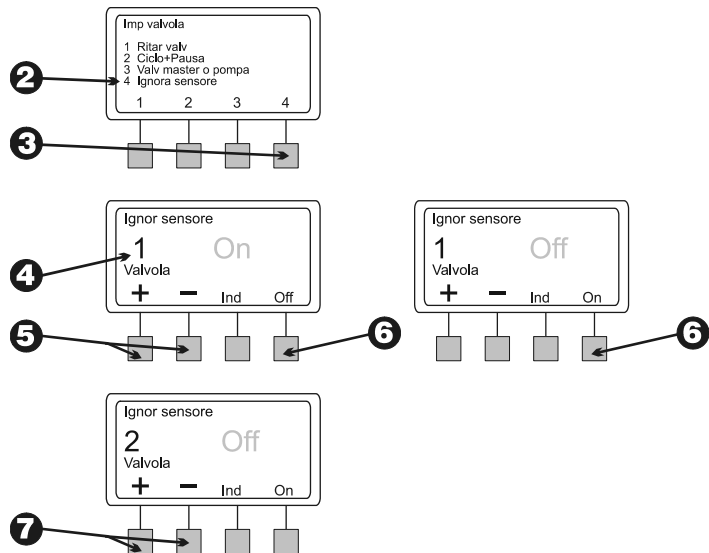 Imp valvola
1 Ritar valv
2 Ciclo+Pausa
3 Valv master o pompa
4 Ignora sensore
1 2 3 4
2
3
Ignor sensore
1 On
Valvola
+ − Ind Off
4
5
6
Ignor sensore
1 Off
Valvola
+ − Ind On
6
Ignor sensore
2 Off
Valvola
+ − Ind On
7